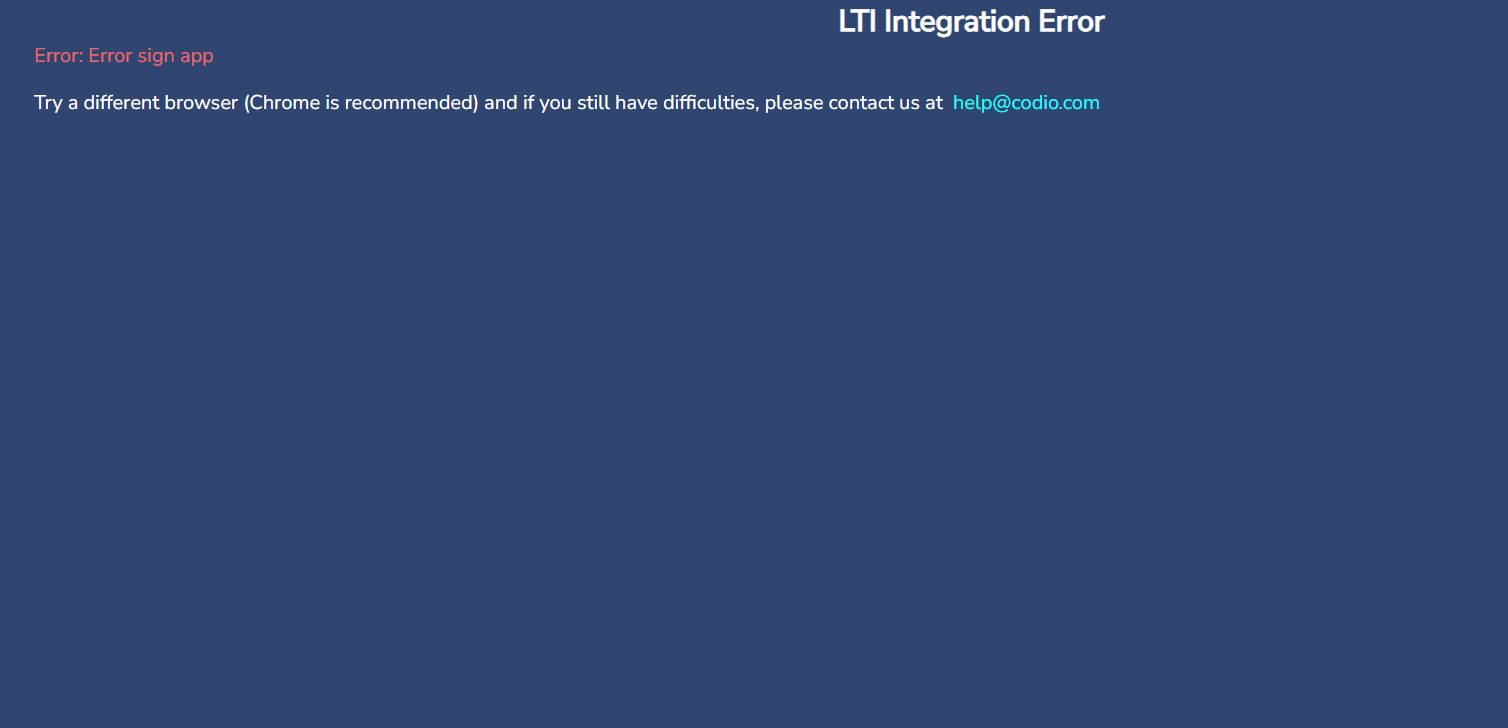 LTI Integration Error
Error: Error sign app
Try a different browser (Chrome is recommended) and if you still have difficulties, please contact us at help@codio.com